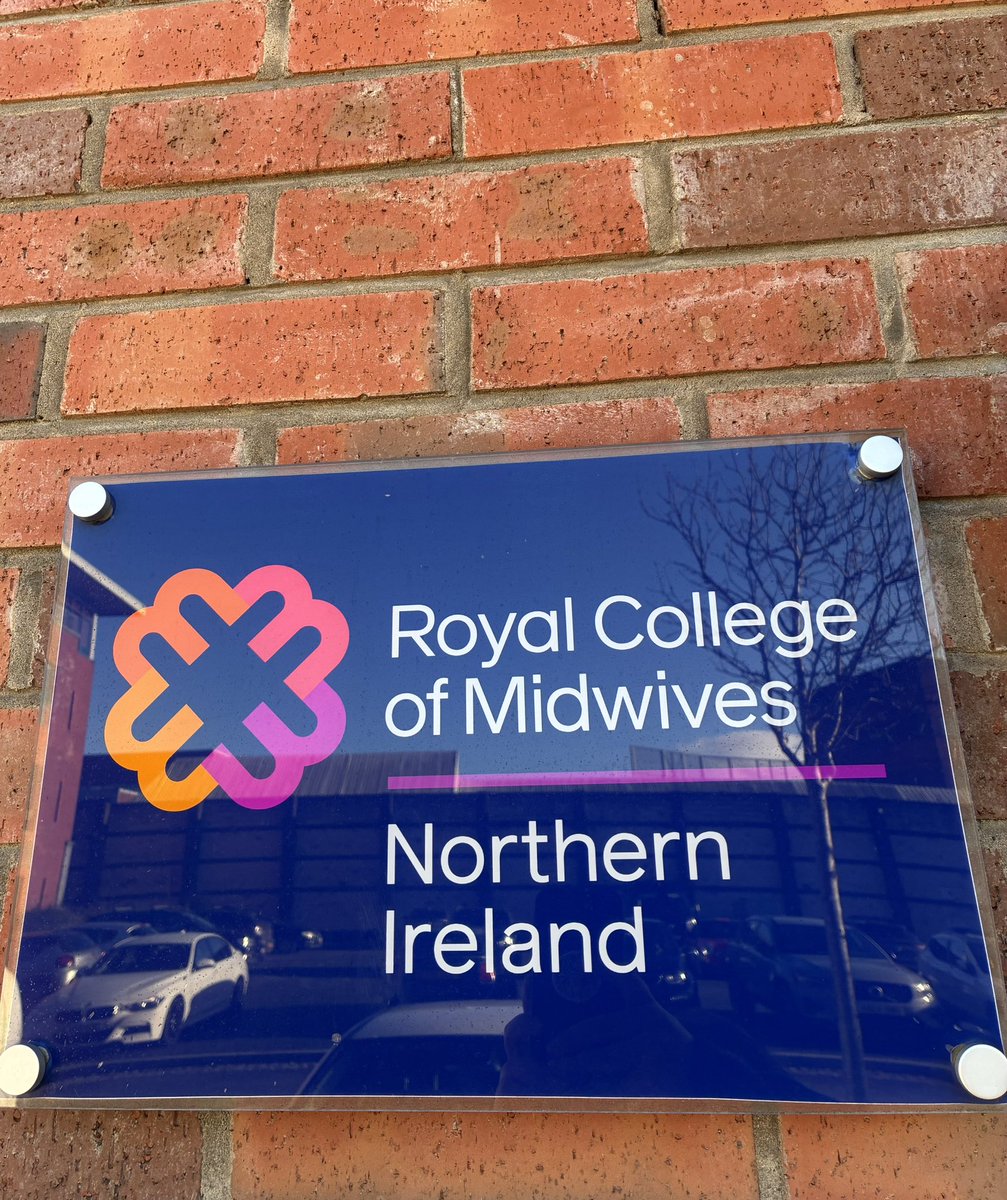 Royal College
of Midwives
Northern
Ireland